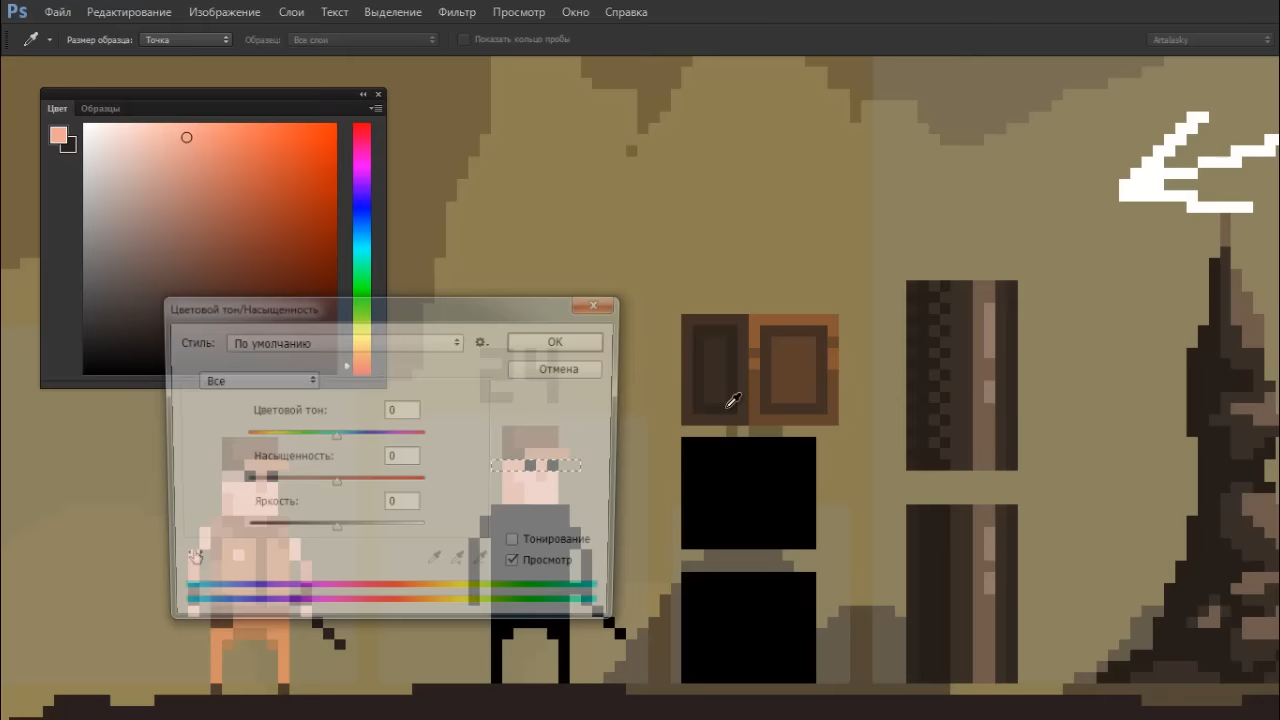 Ps Файл Редактирование Изображение Слои Текст Выделение Фильтр Просмотр Окно Справка
Размер образца: Точка Образец: Все слои Показать кольцо пробы Artalasky
Цвет Образцы
Цветовой тон/Насыщенность
Стиль: По умолчанию OK
Отмена
Все
Цветовой тон: 0
Насыщенность: 0
Яркость: 0
Тонирование
Просмотр